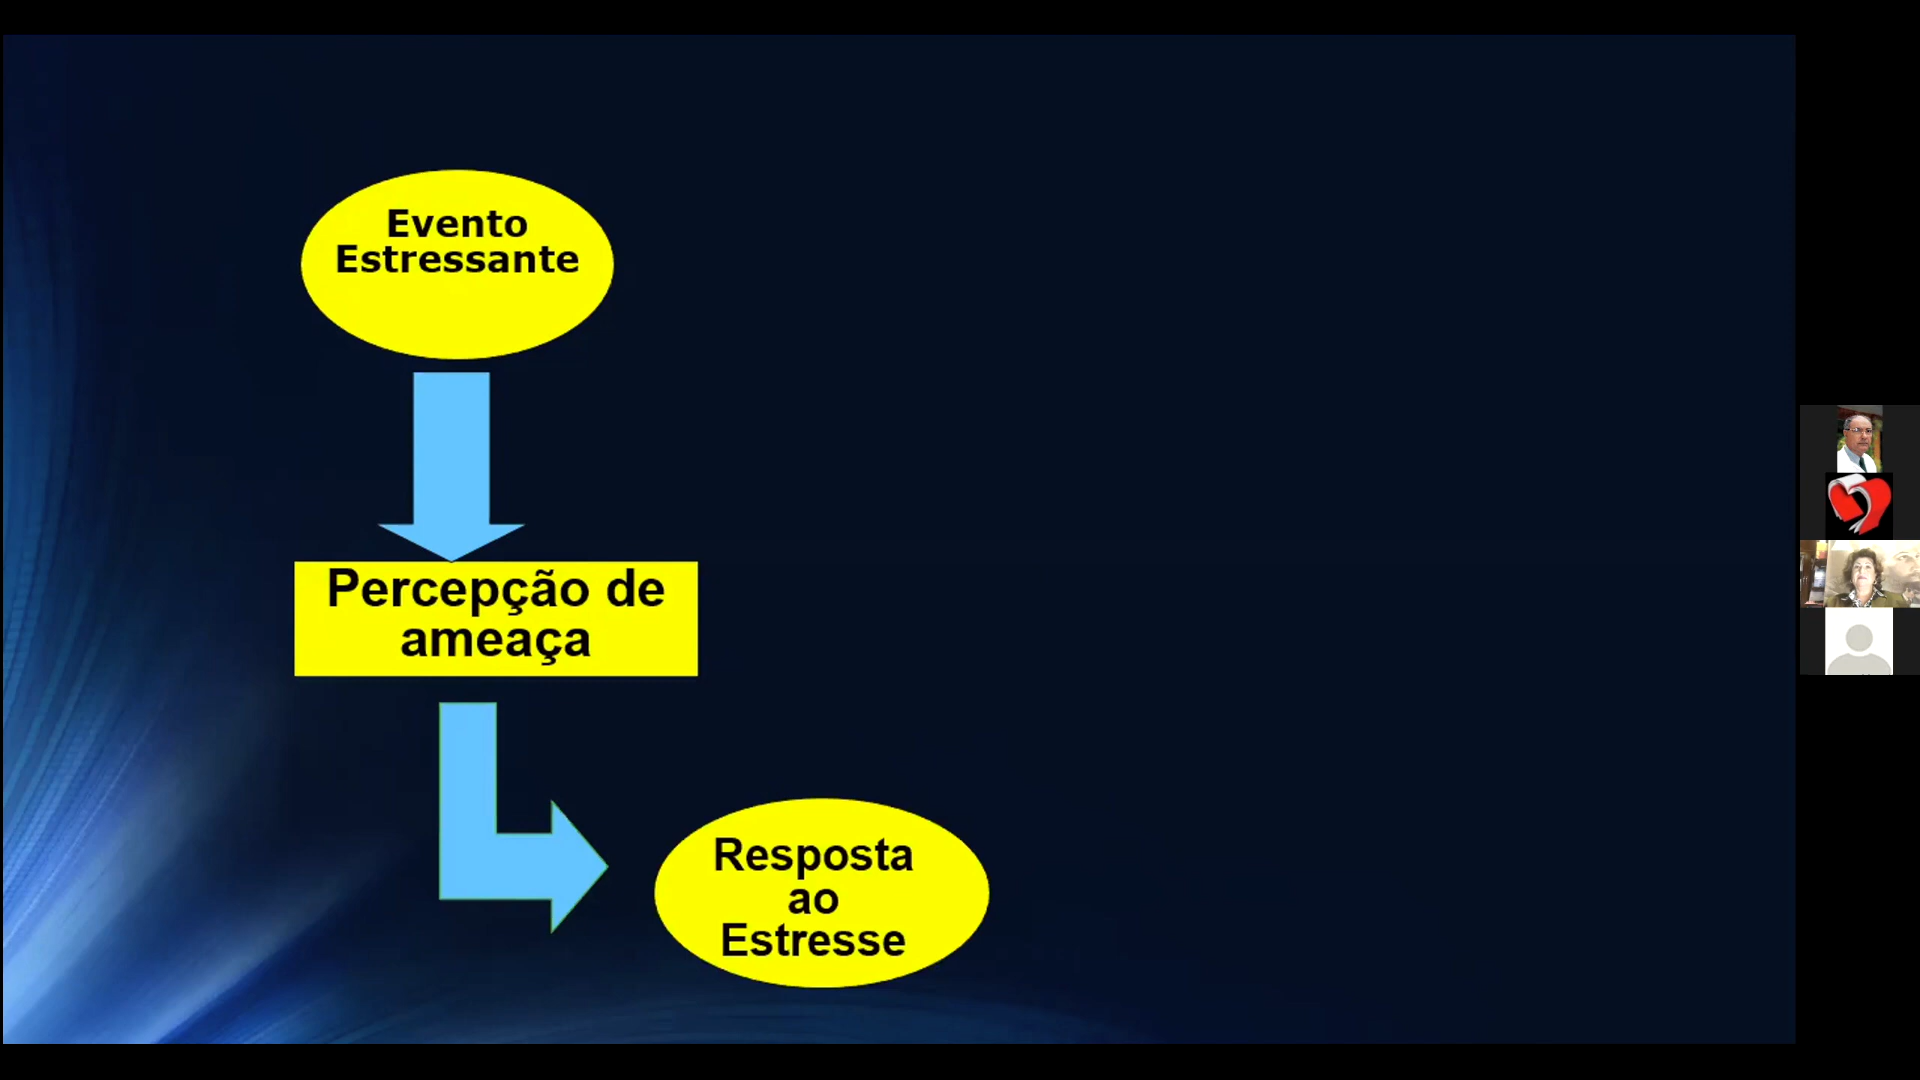 Evento
Estressante
Percepção de
ameaça
Resposta
ao
Estresse